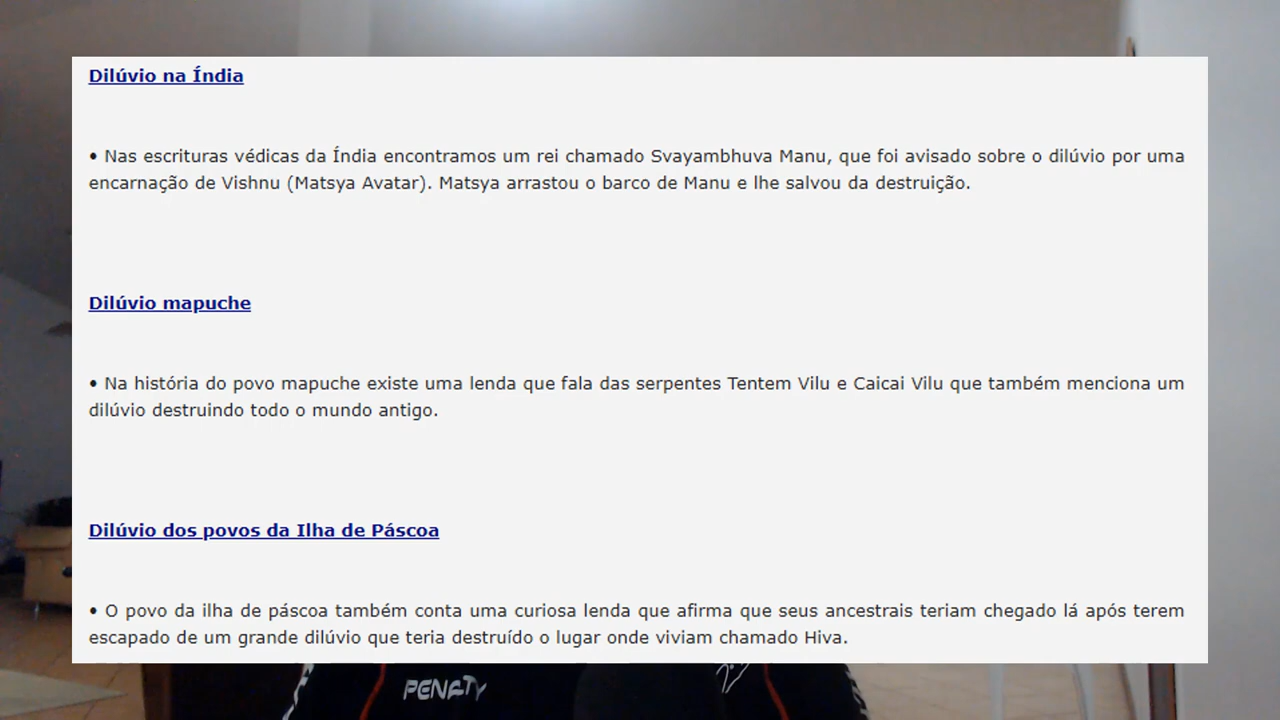 Dilúvio na Índia
• Nas escrituras védicas da Índia encontramos um rei chamado Svayambhuva Manu, que foi avisado sobre o dilúvio por uma
encarnação de Vishnu (Matsya Avatar). Matsya arrastou o barco de Manu e lhe salvou da destruição.
Dilúvio mapuche
• Na história do povo mapuche existe uma lenda que fala das serpentes Tentem Vilu e Caicai Vilu que também menciona um
dilúvio destruindo todo o mundo antigo.
Dilúvio dos povos da Ilha de Páscoa
• O povo da ilha de páscoa também conta uma curiosa lenda que afirma que seus ancestrais teriam chegado lá após terem
escapado de um grande dilúvio que teria destruído o lugar onde viviam chamado Hiva.
PENALTY